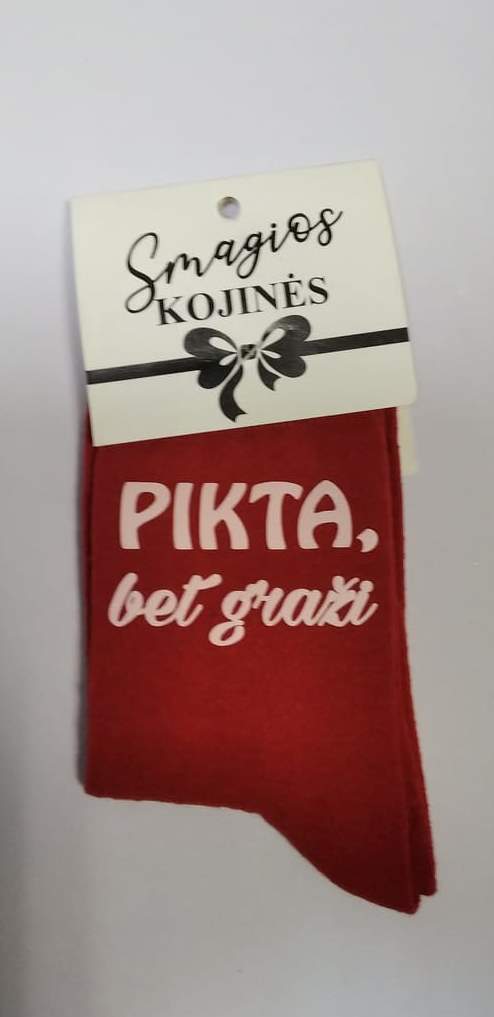 Smagios
KOJINĖS
PIKTA,
bet graži